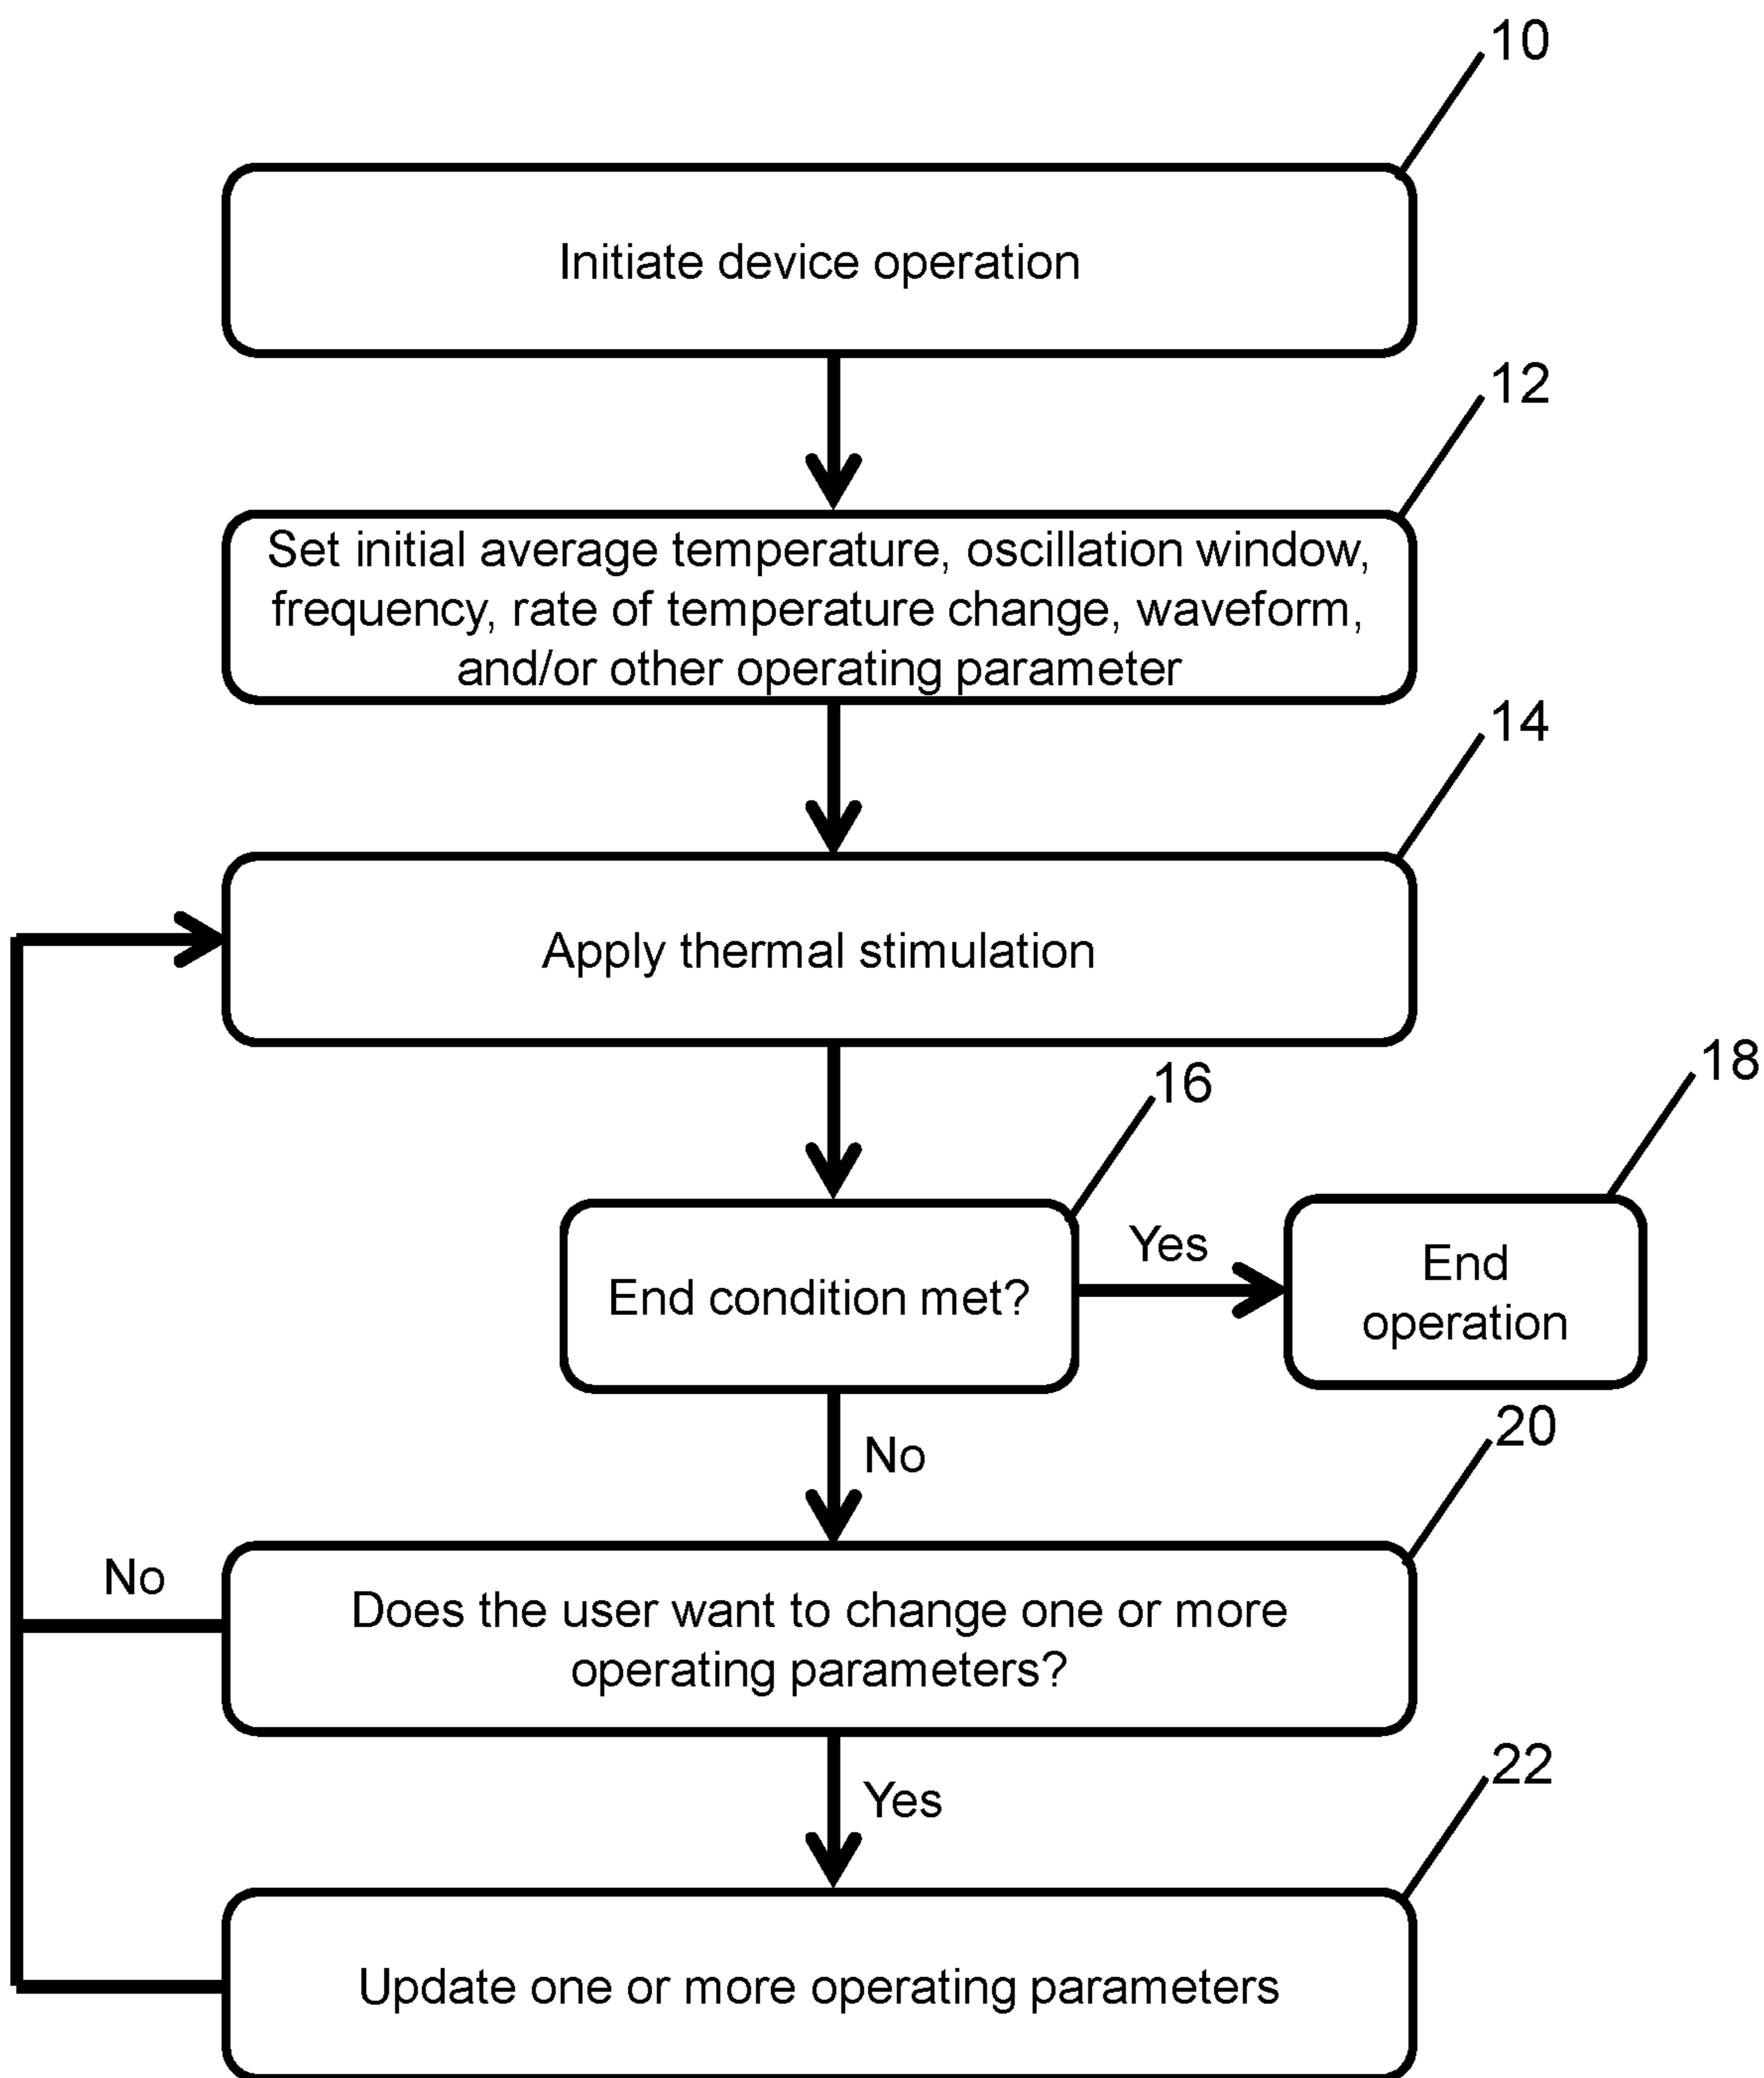 10
Initiate device operation
12
Set initial average temperature, oscillation window,
frequency, rate of temperature change, waveform,
and/or other operating parameter
14
Apply thermal stimulation
16
18
End condition met?
Yes
End
operation
No
20
No
Does the user want to change one or more
operating parameters?
Yes
22
Update one or more operating parameters